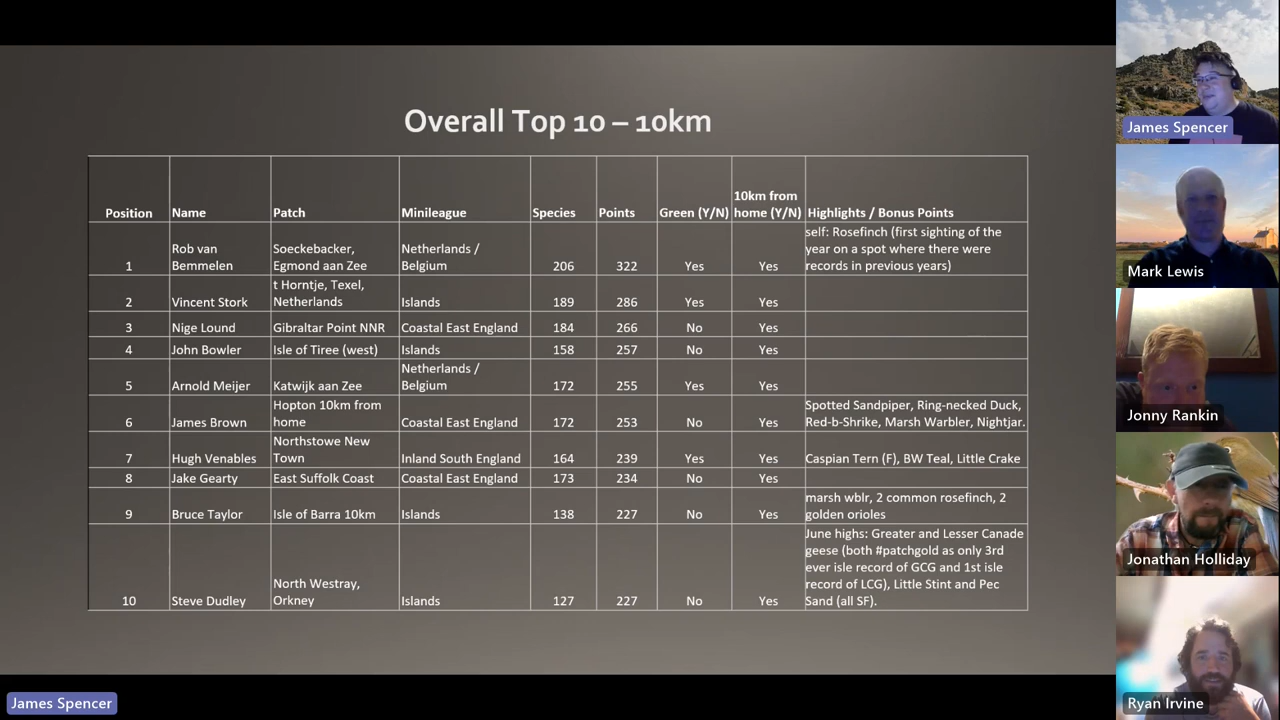 Overall Top 10 – 10km
Position Name Patch Minileague Species Points Green (Y/N) 10km from home (Y/N) Highlights / Bonus Points
1 Rob van Bemmelen Soeckebacker, Egmond aan Zee Netherlands / Belgium 206 322 Yes Yes self: Rosefinch (first sighting of the year on a spot where there were records in previous years)
2 Vincent Stork t Horntje, Texel, Netherlands Islands 189 286 Yes Yes
3 Nige Lound Gibraltar Point NNR Coastal East England 184 266 No Yes
4 John Bowler Isle of Tiree (west) Islands 158 257 No Yes
5 Arnold Meijer Katwijk aan Zee Netherlands / Belgium 172 255 Yes Yes
6 James Brown Hopton 10km from home Coastal East England 172 253 No Yes Spotted Sandpiper, Ring-necked Duck, Red-b-Shrike, Marsh Warbler, Nightjar.
7 Hugh Venables Northstowe New Town Inland South England 164 239 Yes Yes Caspian Tern (F), BW Teal, Little Crake
8 Jake Gearty East Suffolk Coast Coastal East England 173 234 No Yes
9 Bruce Taylor Isle of Barra 10km Islands 138 227 No Yes marsh wblr, 2 common rosefinch, 2 golden orioles
10 Steve Dudley North Westray, Orkney Islands 127 227 No Yes June highs: Greater and Lesser Canade geese (both #patchgold as only 3rd ever isle record of GCG and 1st isle record of LCG), Little Stint and Pec Sand (all SF).
James Spencer
James Spencer
Mark Lewis
Jonny Rankin
Jonathan Holliday
Ryan Irvine